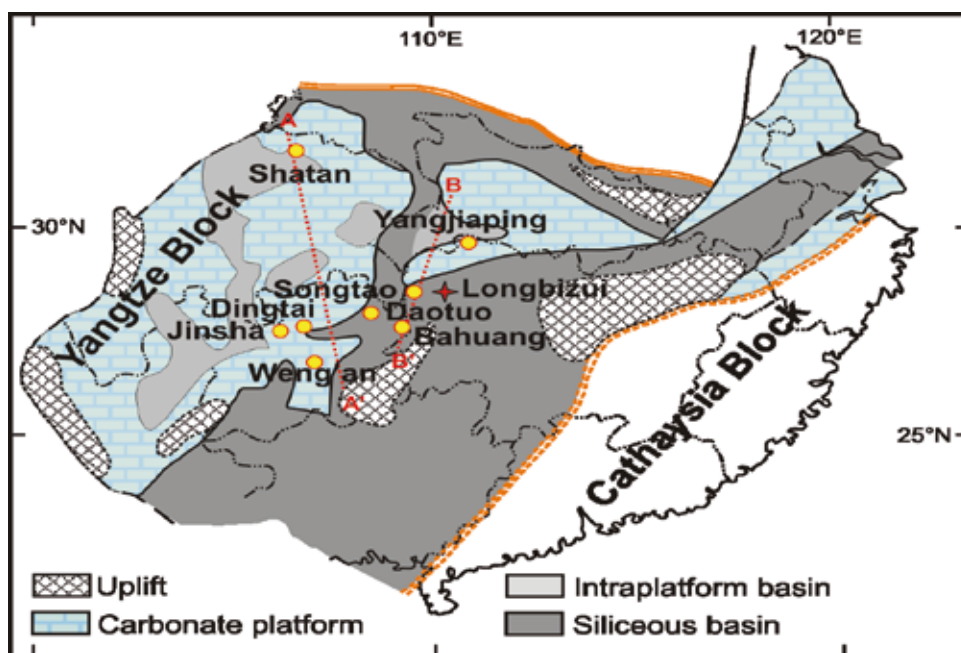 110°E
120°E
A
Shatan
B
30°N
Yangjiaping
Yangtze Block
Songtao
Longbizui
Dingtai
Daotuo
Jinsha
Bahuang
B'
Weng'an
A'
25°N
Cathaysia Block
Uplift
Intraplatform basin
Carbonate platform
Siliceous basin